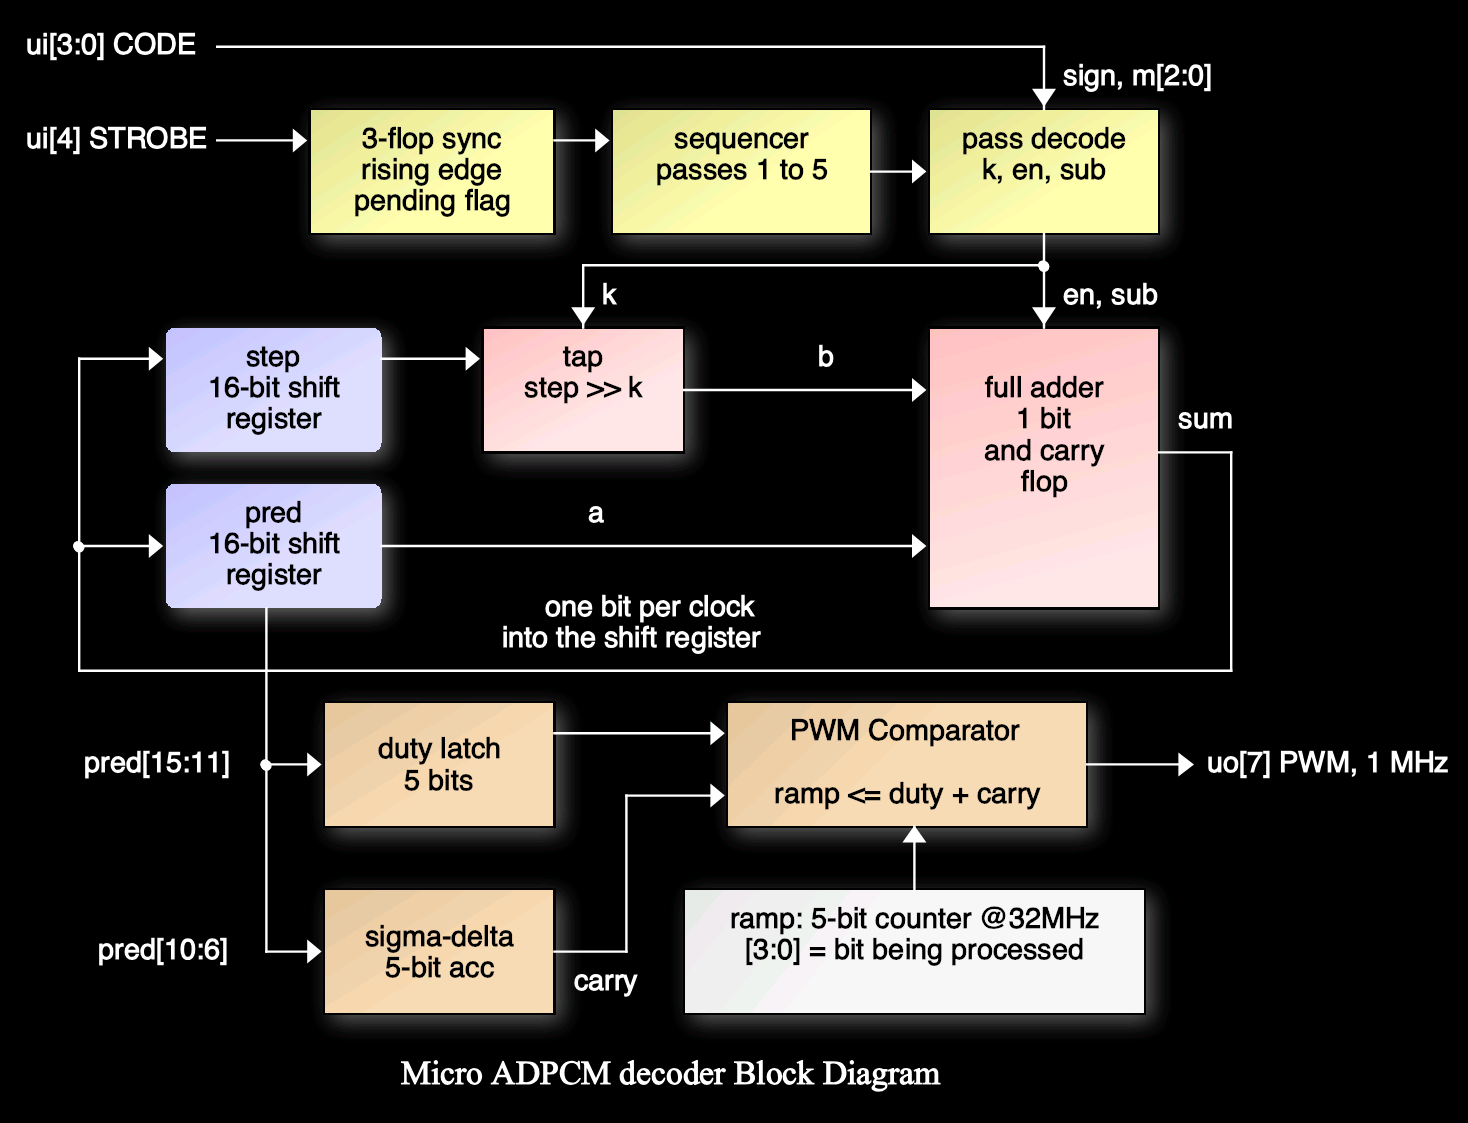 ui[3:0] CODE
sign, m[2:0]
ui[4] STROBE
3-flop sync
rising edge
pending flag
sequencer
passes 1 to 5
pass decode
k, en, sub
k
en, sub
step
16-bit shift
register
tap
step >> k
b
full adder
1 bit
and carry
flop
sum
pred
16-bit shift
register
a
one bit per clock
into the shift register
pred[15:11]
duty latch
5 bits
PWM Comparator
ramp <= duty + carry
uo[7] PWM, 1 MHz
pred[10:6]
sigma-delta
5-bit acc
carry
ramp: 5-bit counter @32MHz
[3:0] = bit being processed
Micro ADPCM decoder Block Diagram